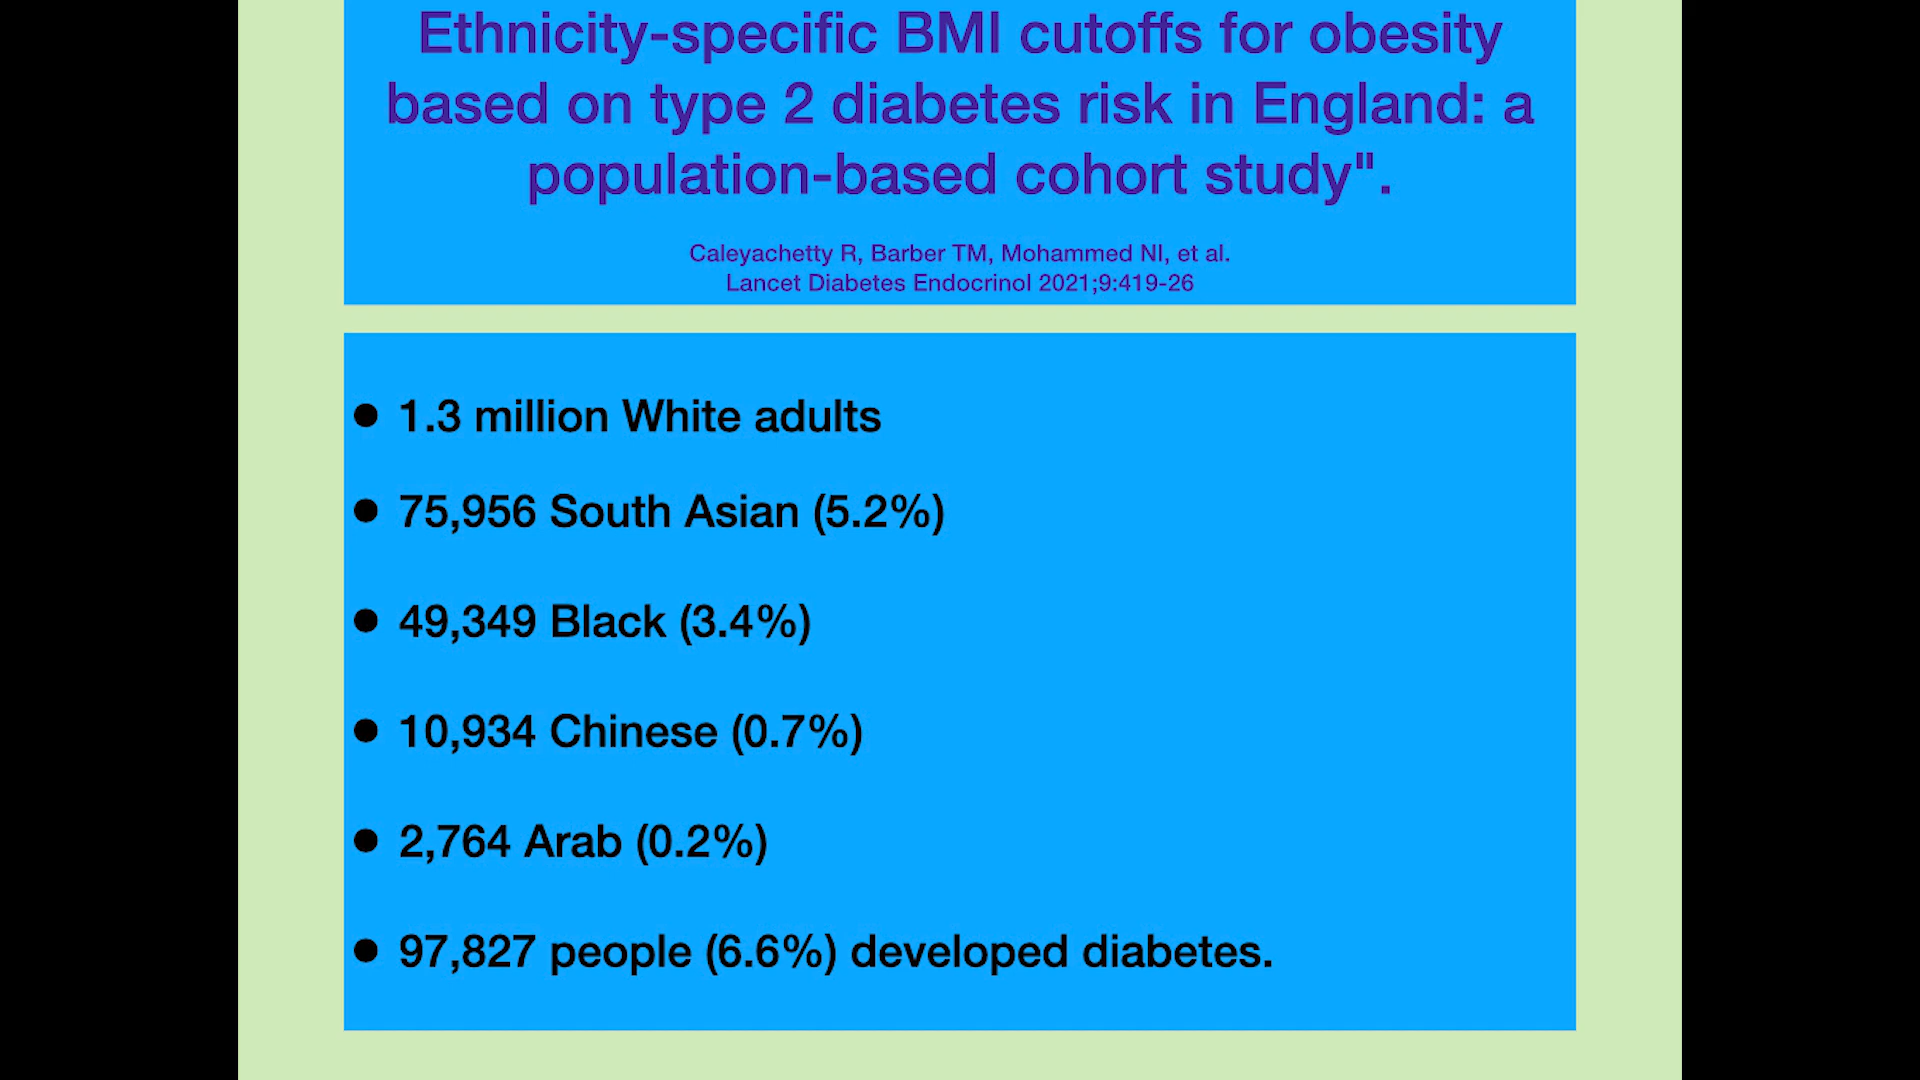 Ethnicity-specific BMI cutoffs for obesity
based on type 2 diabetes risk in England: a
population-based cohort study".
Caleyachetty R, Barber TM, Mohammed NI, et al.
Lancet Diabetes Endocrinol 2021;9:419-26
● 1.3 million White adults
● 75,956 South Asian (5.2%)
● 49,349 Black (3.4%)
● 10,934 Chinese (0.7%)
● 2,764 Arab (0.2%)
● 97,827 people (6.6%) developed diabetes.